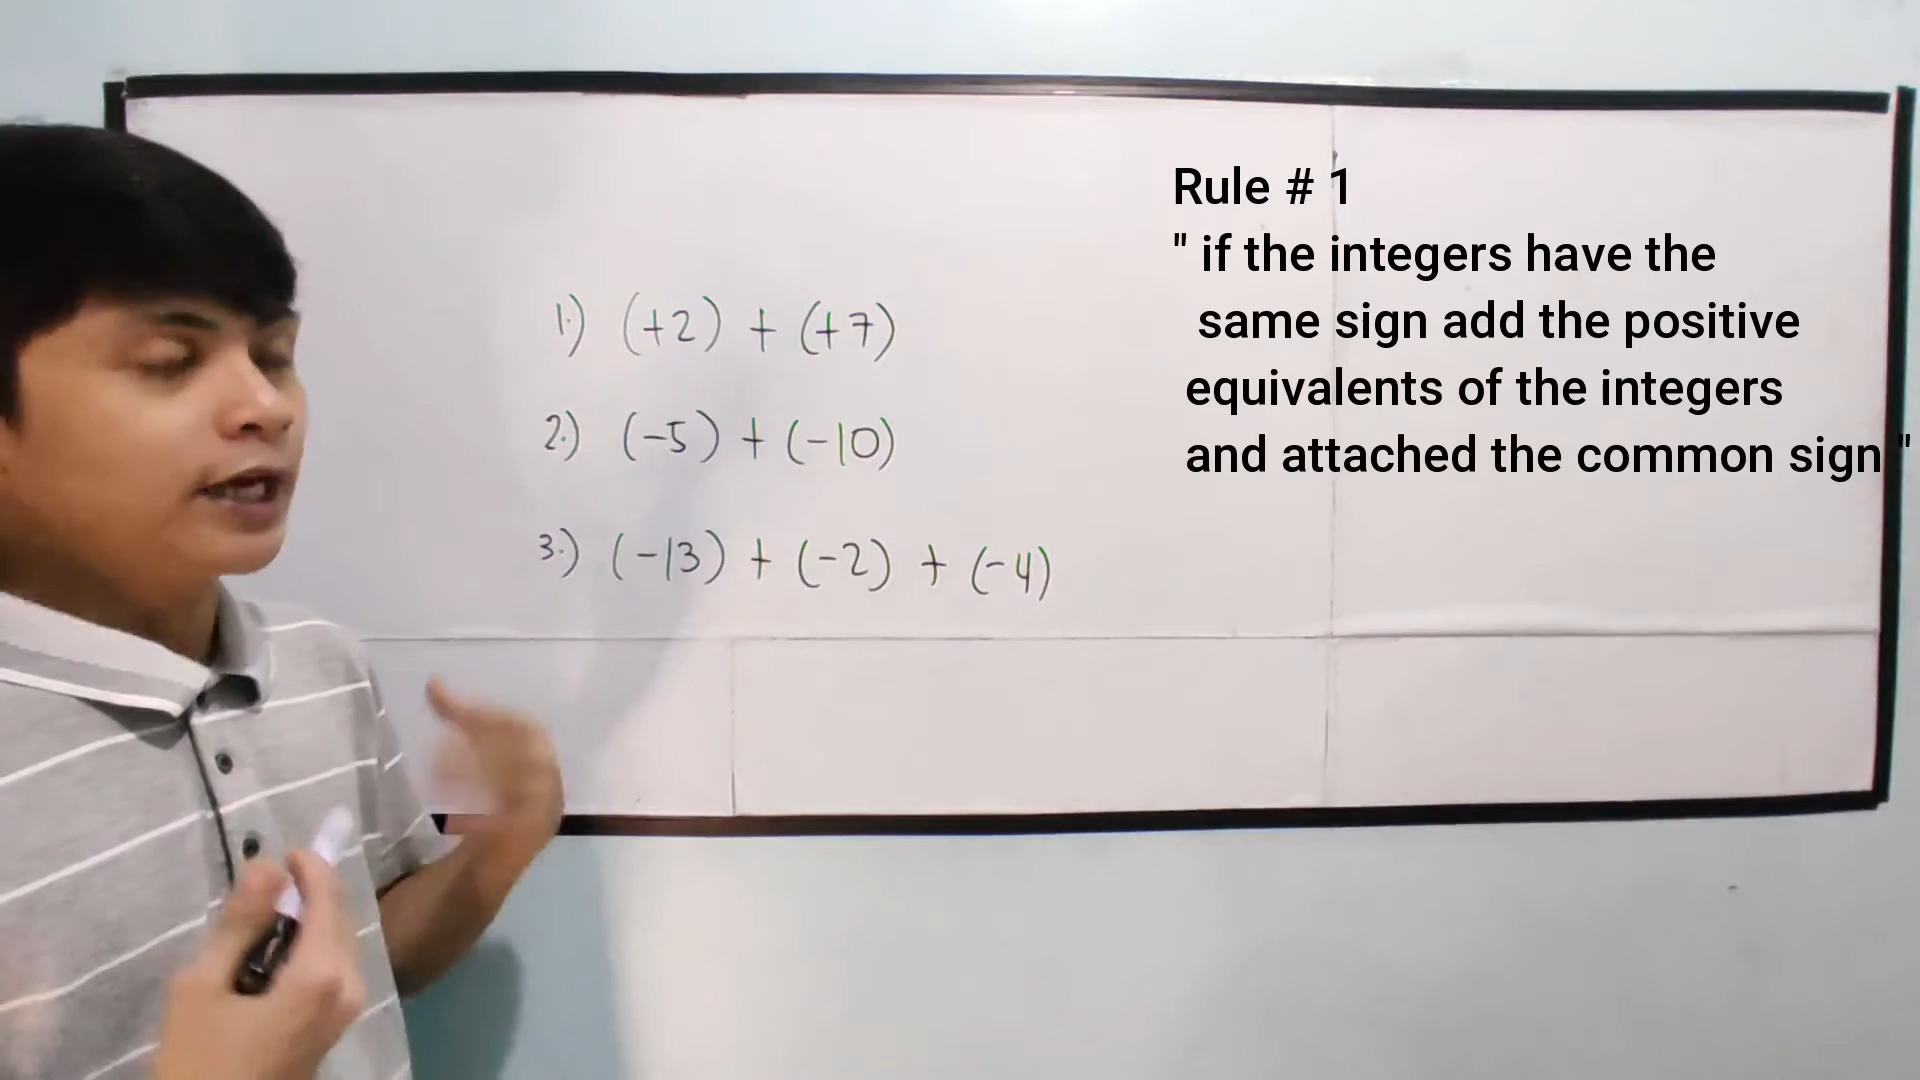 Rule # 1
" if the integers have the
same sign add the positive
equivalents of the integers
and attached the common sign "
1.) (+2) + (+7)
2.) (-5) + (-10)
3.) (-13) + (-2) + (-4)